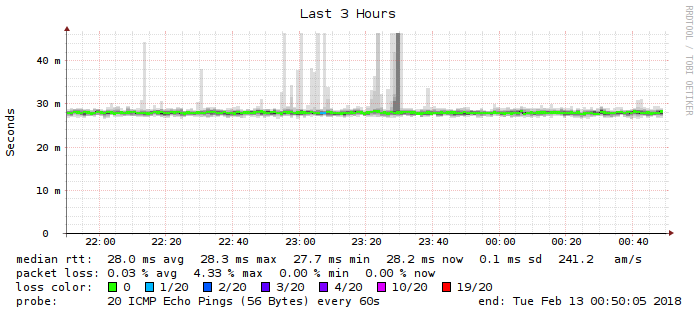 Last 3 Hours
RRDTOOL / TOBI OETIKER
Seconds
40 m
30 m
20 m
10 m
0
22:00 22:20 22:40 23:00 23:20 23:40 00:00 00:20 00:40
median rtt: 28.0 ms avg 28.3 ms max 27.7 ms min 28.2 ms now 0.1 ms sd 241.2 am/s
packet loss: 0.03 % avg 4.33 % max 0.00 % min 0.00 % now
loss color: 0 1/20 2/20 3/20 4/20 10/20 19/20
probe: 20 ICMP Echo Pings (56 Bytes) every 60s end: Tue Feb 13 00:50:05 2018